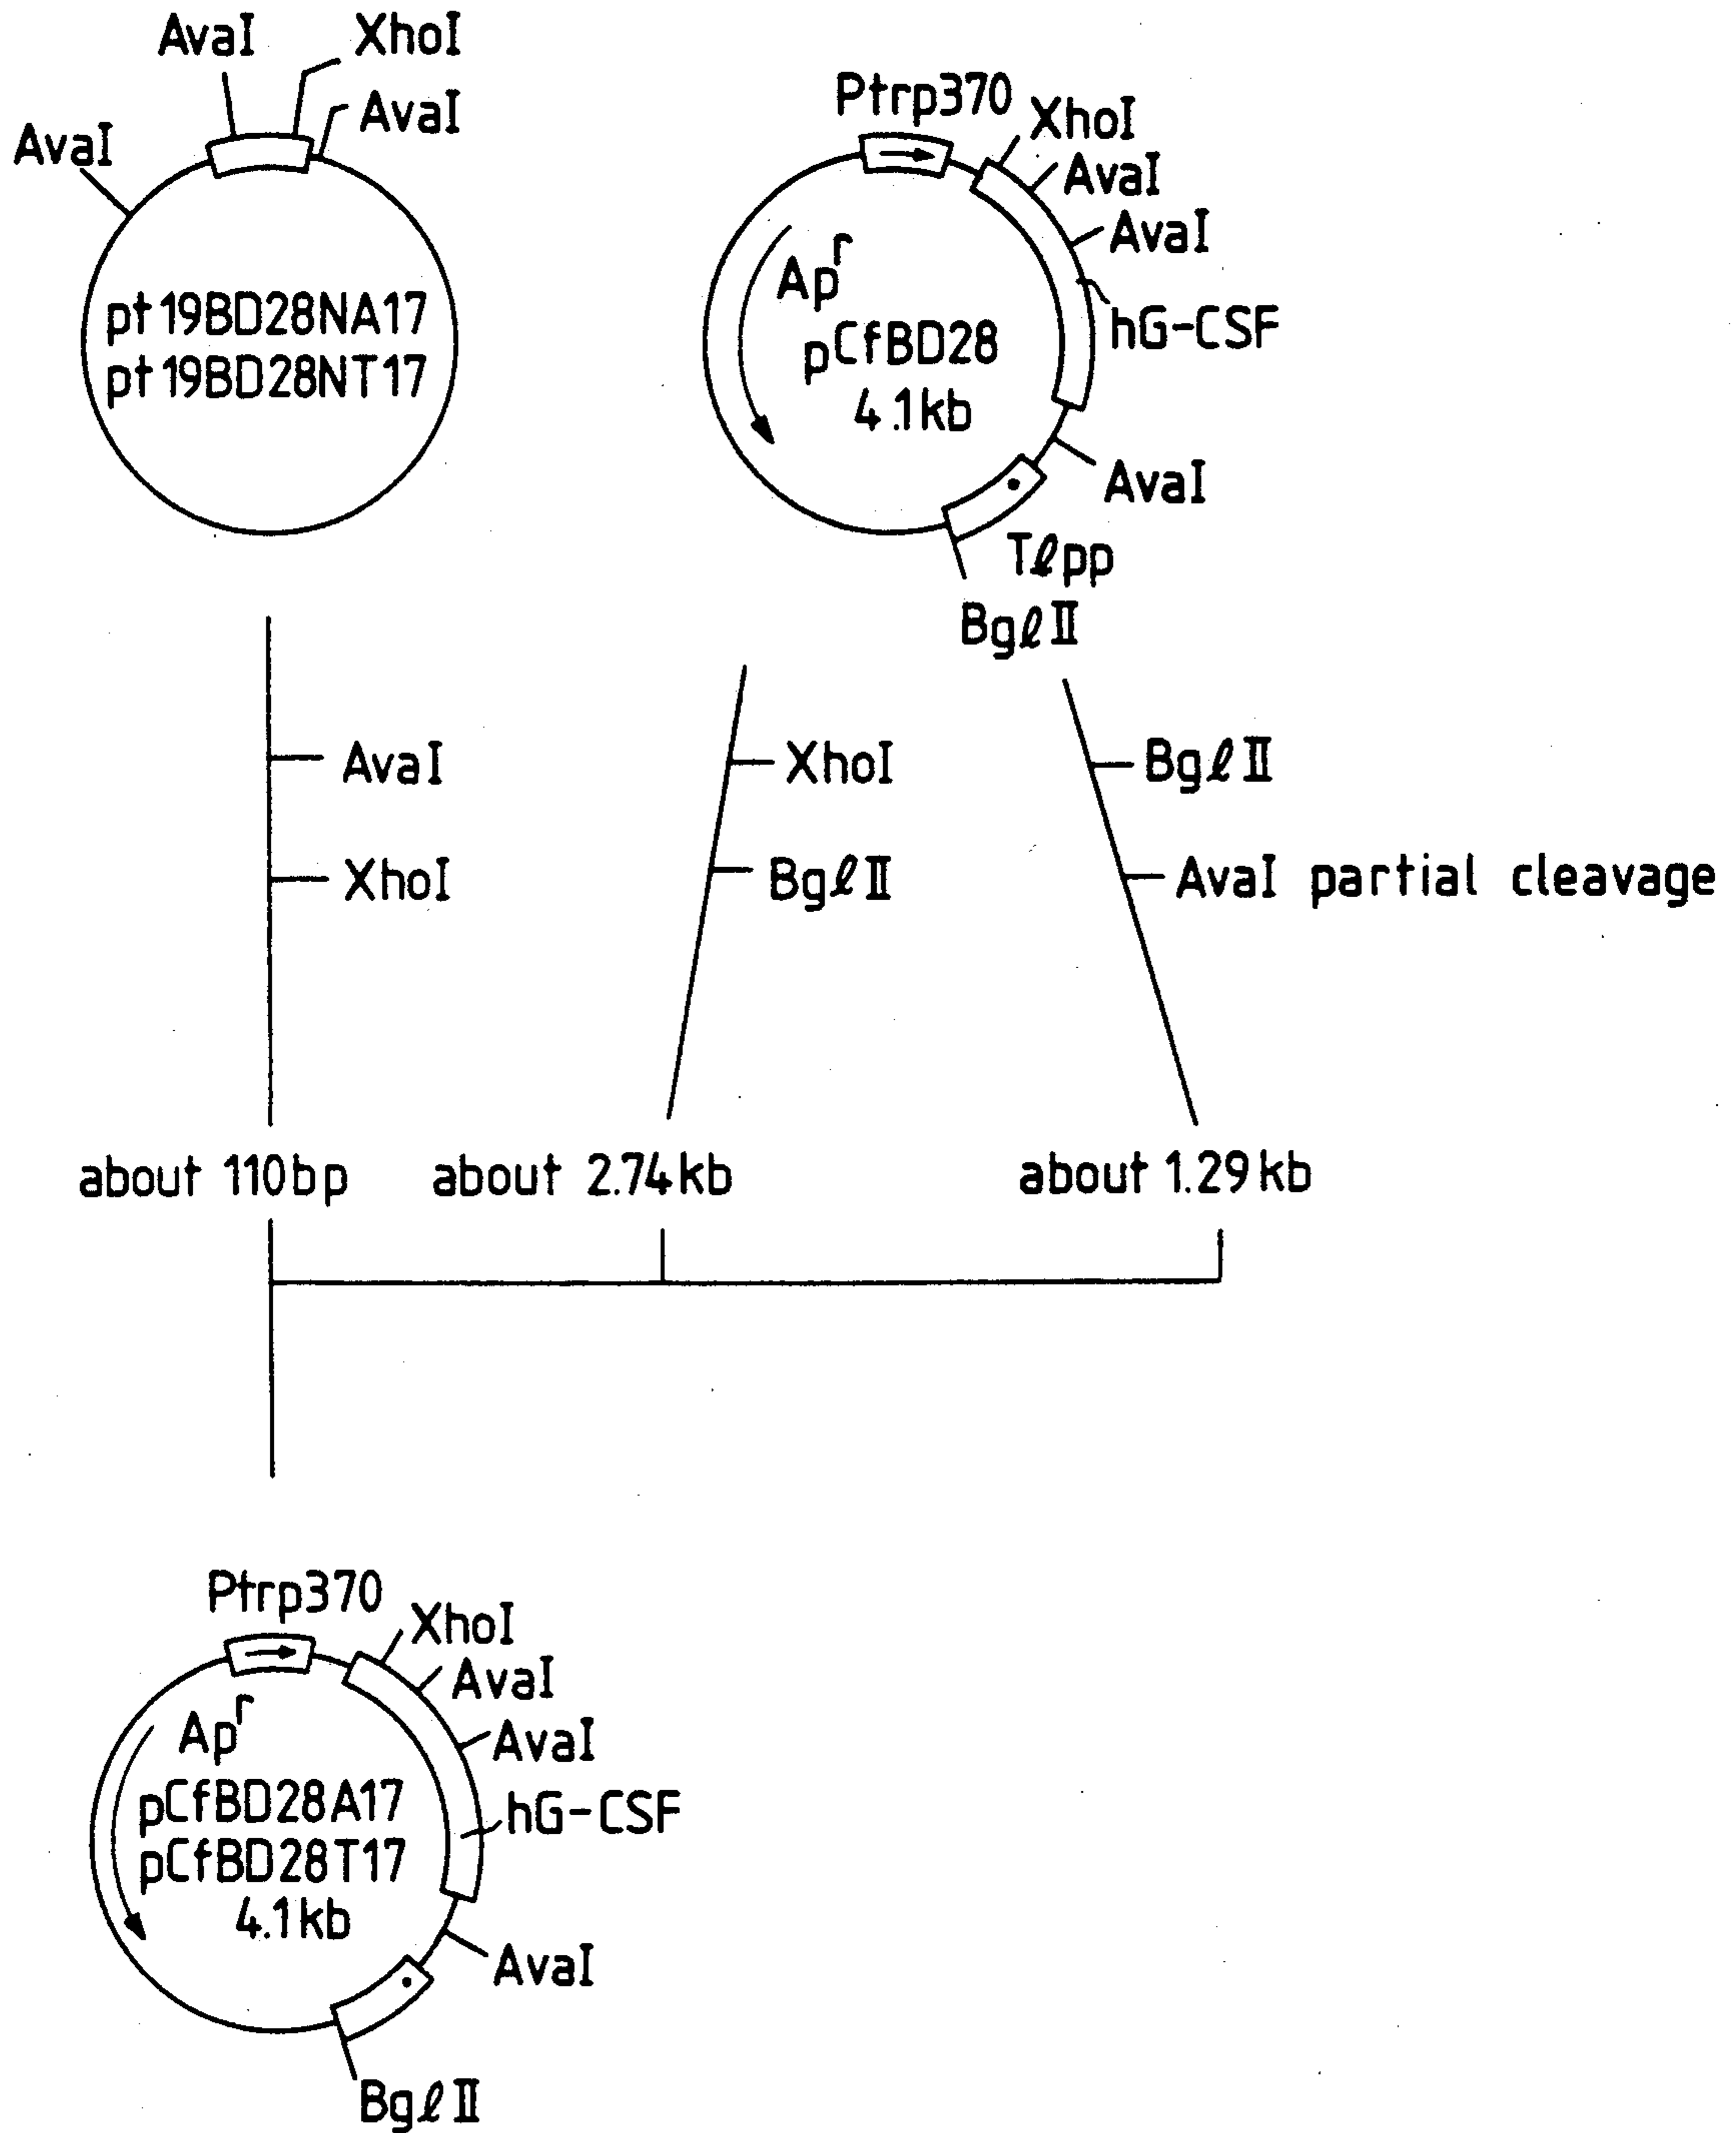 AvaI
XhoI
AvaI
AvaI
pt19BD28NA17
pt19BD28NT17
Ptrp370
XhoI
AvaI
AvaI
hG-CSF
Apʳ
pCfBD28
4.1kb
AvaI
Tℓpp
BgℓII
AvaI
XhoI
XhoI
BgℓII
BgℓII
AvaI partial cleavage
about 110bp
about 2.74kb
about 1.29kb
Ptrp370
XhoI
AvaI
AvaI
hG-CSF
Apʳ
pCfBD28A17
pCfBD28T17
4.1kb
AvaI
BgℓII